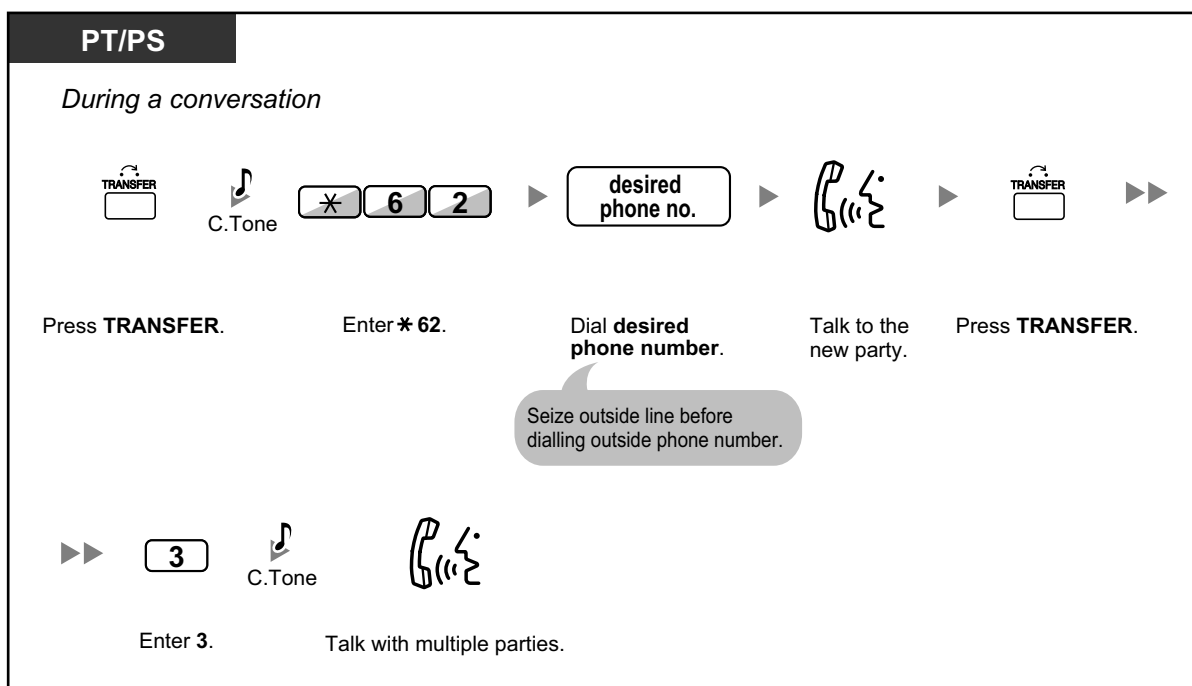 PT/PS
During a conversation
TRANSFER
C.Tone
* 6 2
desired
phone no.
TRANSFER
Press TRANSFER.
Enter * 62.
Dial desired
phone number.
Talk to the
new party.
Press TRANSFER.
Seize outside line before
dialling outside phone number.
3
C.Tone
Enter 3.
Talk with multiple parties.